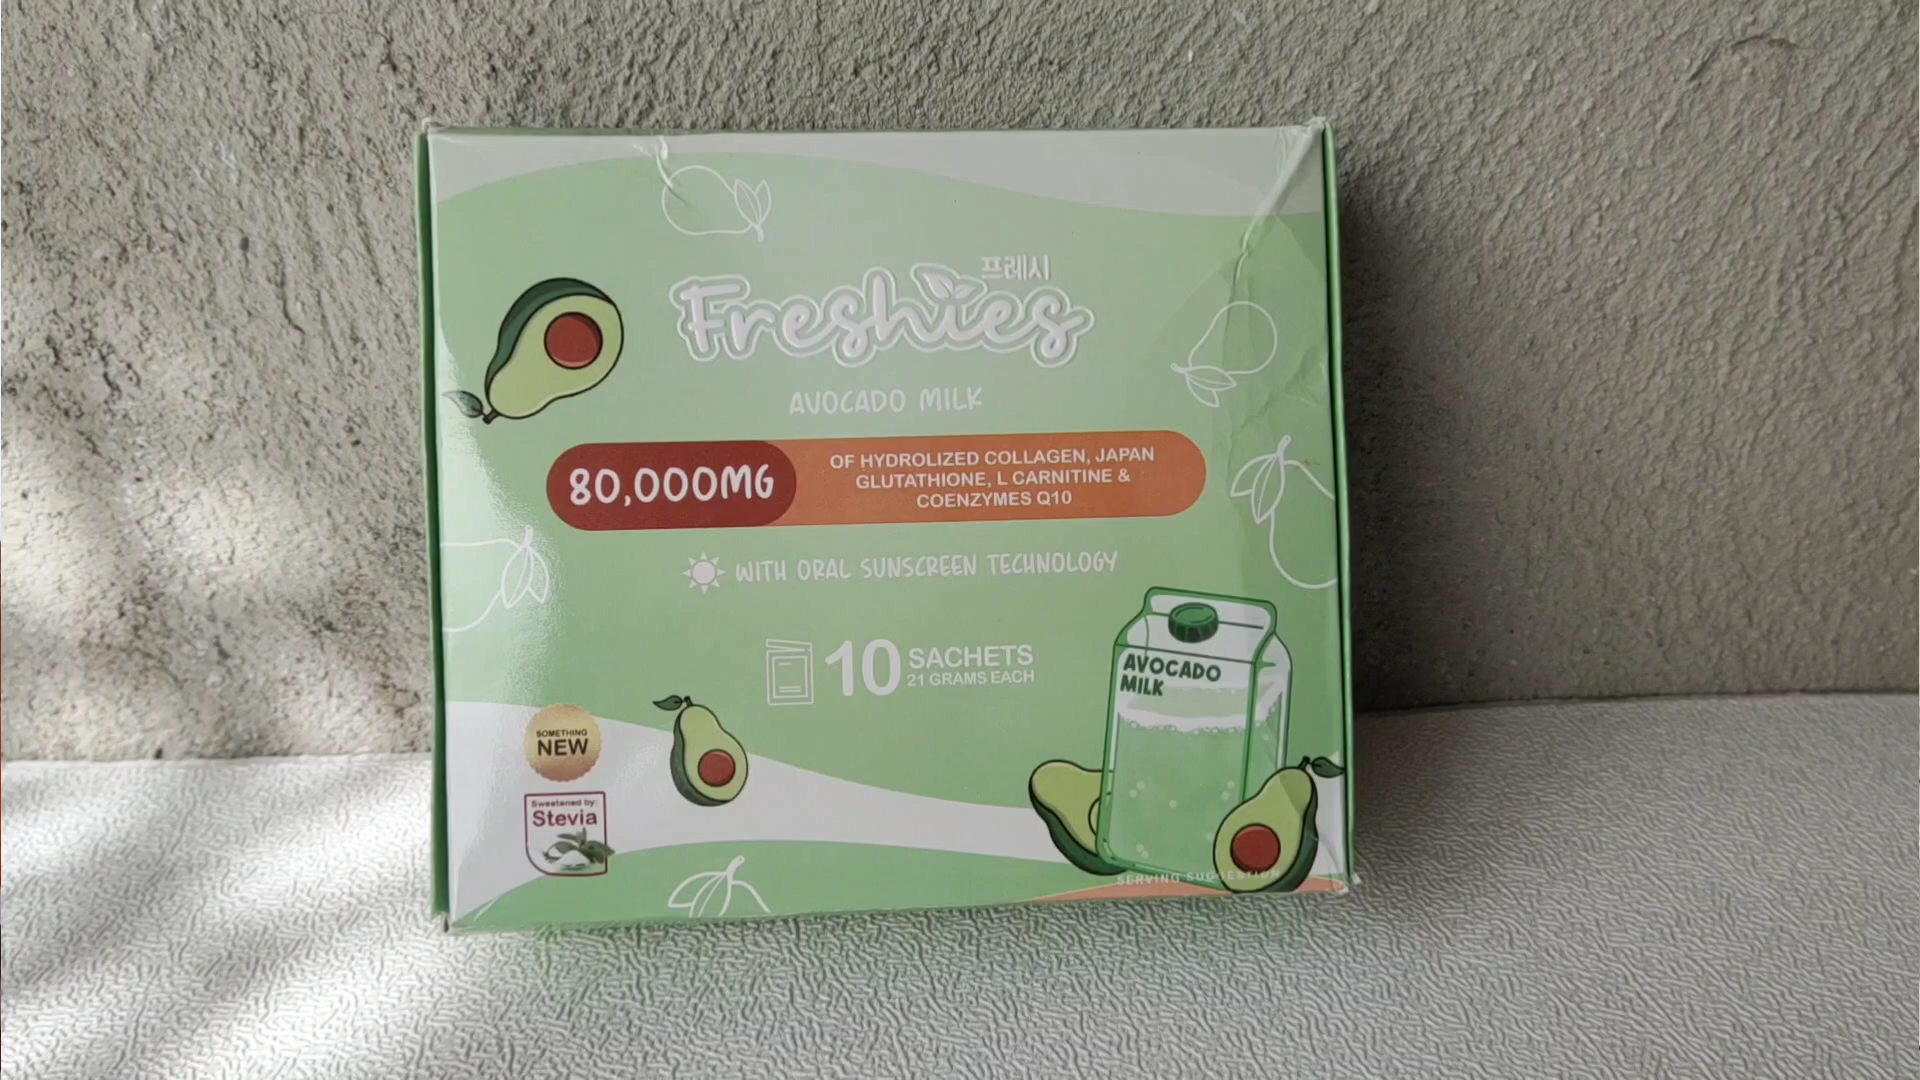 프레시
Freshies
AVOCADO MILK
80,000MG
OF HYDROLIZED COLLAGEN, JAPAN
GLUTATHIONE, L CARNITINE &
COENZYMES Q10
WITH ORAL SUNSCREEN TECHNOLOGY
10 SACHETS
21 GRAMS EACH
AVOCADO
MILK
SOMETHING
NEW
Sweetened by:
Stevia
SERVING SUGGESTION